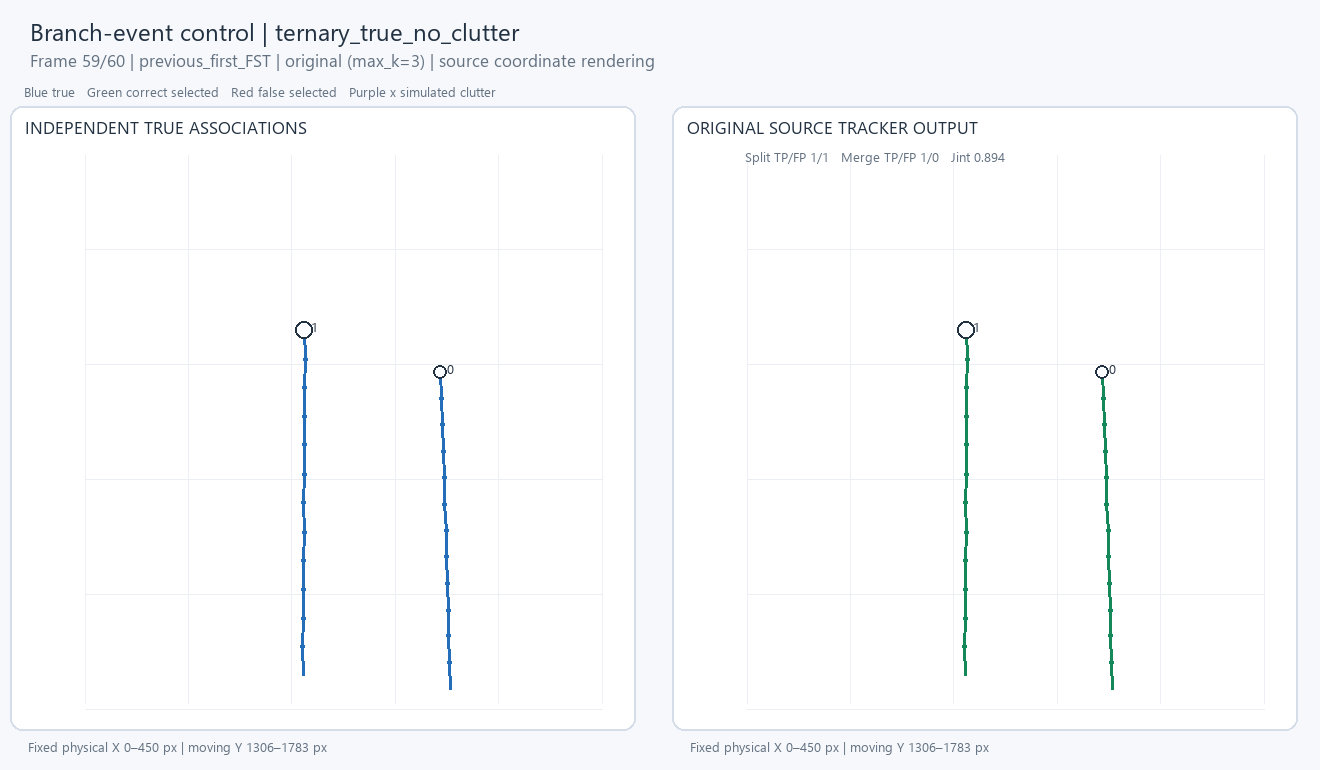 Branch-event control | ternary_true_no_clutter
Frame 59/60 | previous_first_FST | original (max_k=3) | source coordinate rendering
Blue true   Green correct selected   Red false selected   Purple x simulated clutter
INDEPENDENT TRUE ASSOCIATIONS
1
0
Fixed physical X 0–450 px | moving Y 1306–1783 px
ORIGINAL SOURCE TRACKER OUTPUT
Split TP/FP 1/1   Merge TP/FP 1/0   Jint 0.894
1
0
Fixed physical X 0–450 px | moving Y 1306–1783 px